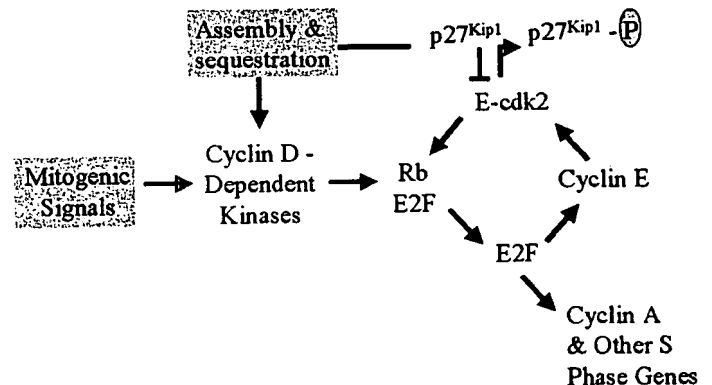 Assembly &
sequestration
p27Kip1
p27Kip1 - P
E-cdk2
Mitogenic
Signals
Cyclin D -
Dependent
Kinases
Rb
E2F
Cyclin E
E2F
Cyclin A
& Other S
Phase Genes